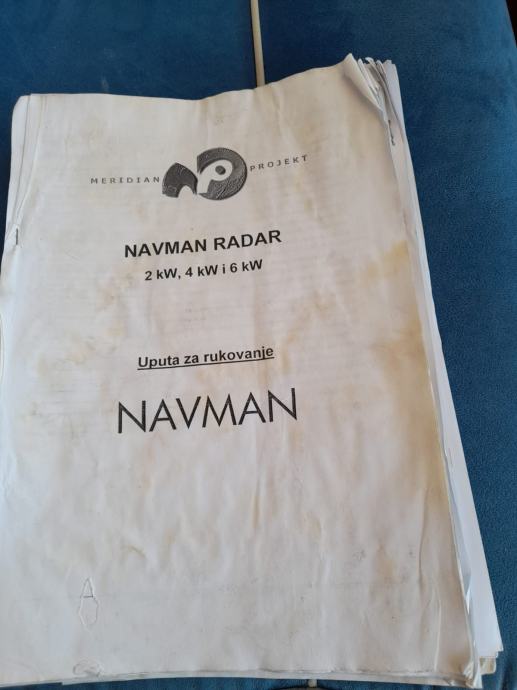 MERIDIAN PROJEKT
NAVMAN RADAR
2 kW, 4 kW i 6 kW
Uputa za rukovanje
NAVMAN
A